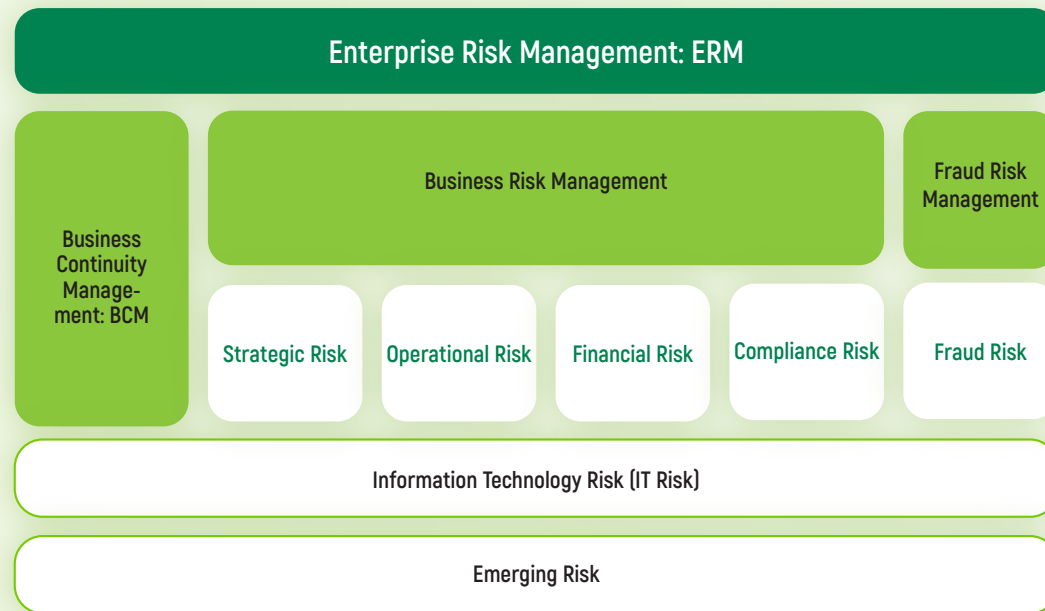 Enterprise Risk Management: ERM
Business
Continuity
Manage-
ment: BCM
Business Risk Management
Fraud Risk
Management
Strategic Risk
Operational Risk
Financial Risk
Compliance Risk
Fraud Risk
Information Technology Risk (IT Risk)
Emerging Risk